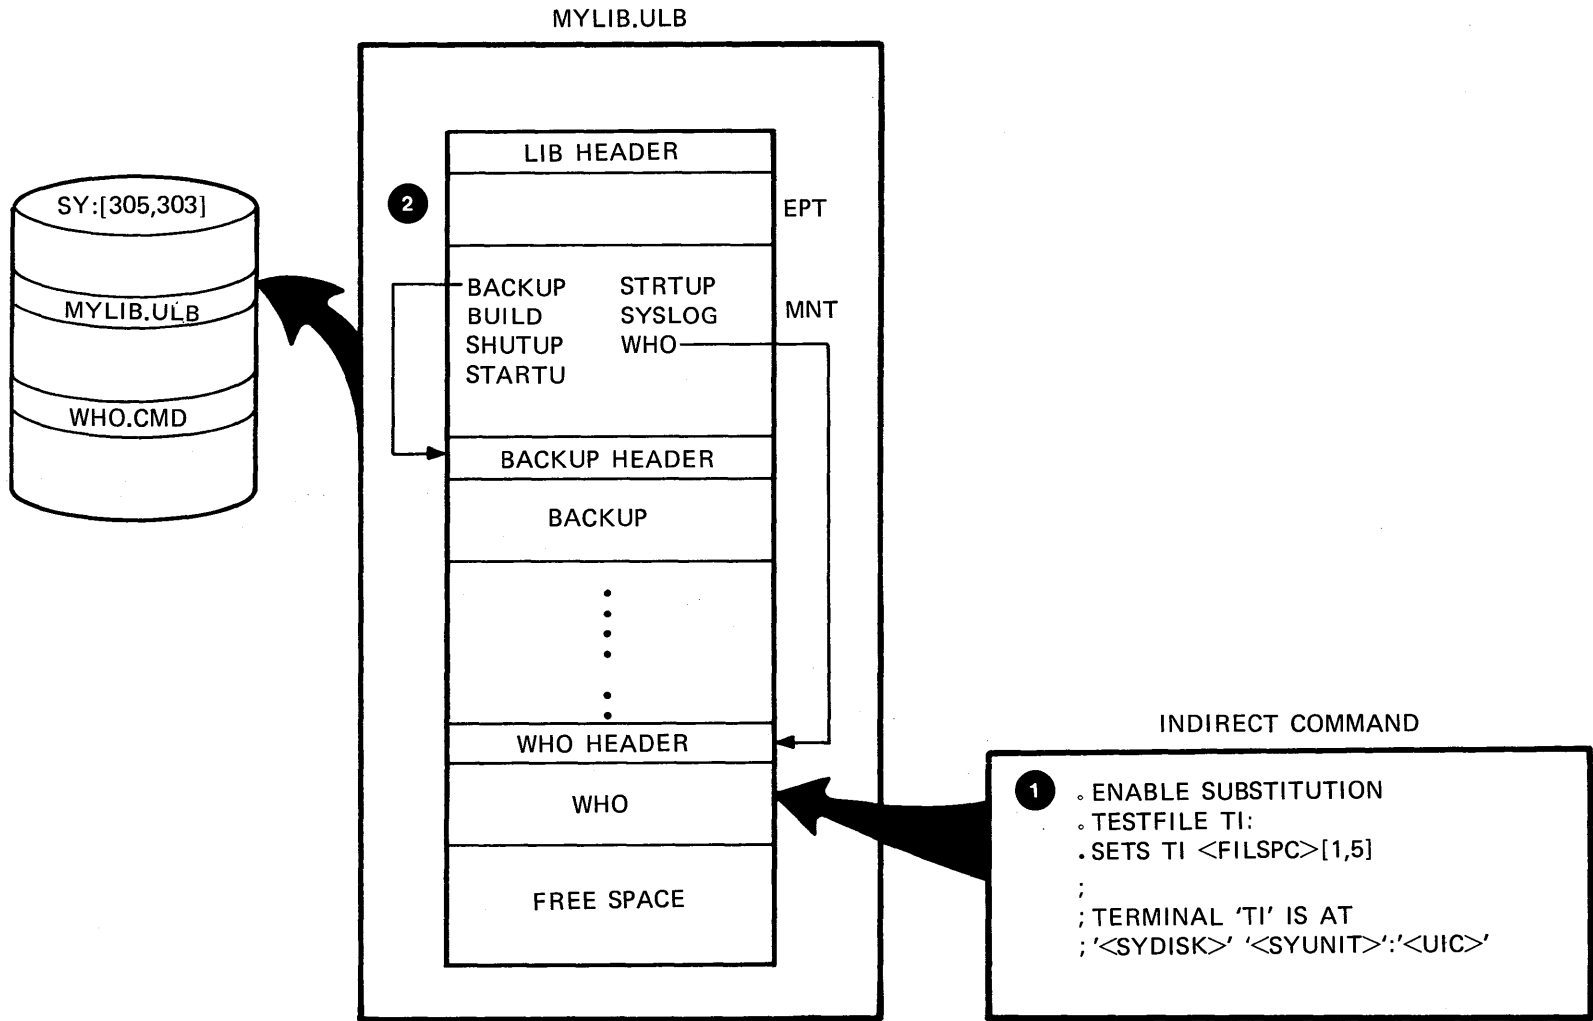 MYLIB.ULB
LIB HEADER
SY:[305,303]
2
EPT
BACKUP STRTUP
BUILD SYSLOG
SHUTUP WHO
STARTU
MNT
MYLIB.ULB
WHO.CMD
BACKUP HEADER
BACKUP
WHO HEADER
WHO
FREE SPACE
INDIRECT COMMAND
1
.ENABLE SUBSTITUTION
.TESTFILE TI:
.SETS TI <FILSPC>[1,5]
;
;TERMINAL 'TI' IS AT
;'<SYDISK>' '<SYUNIT>':'<UIC>'